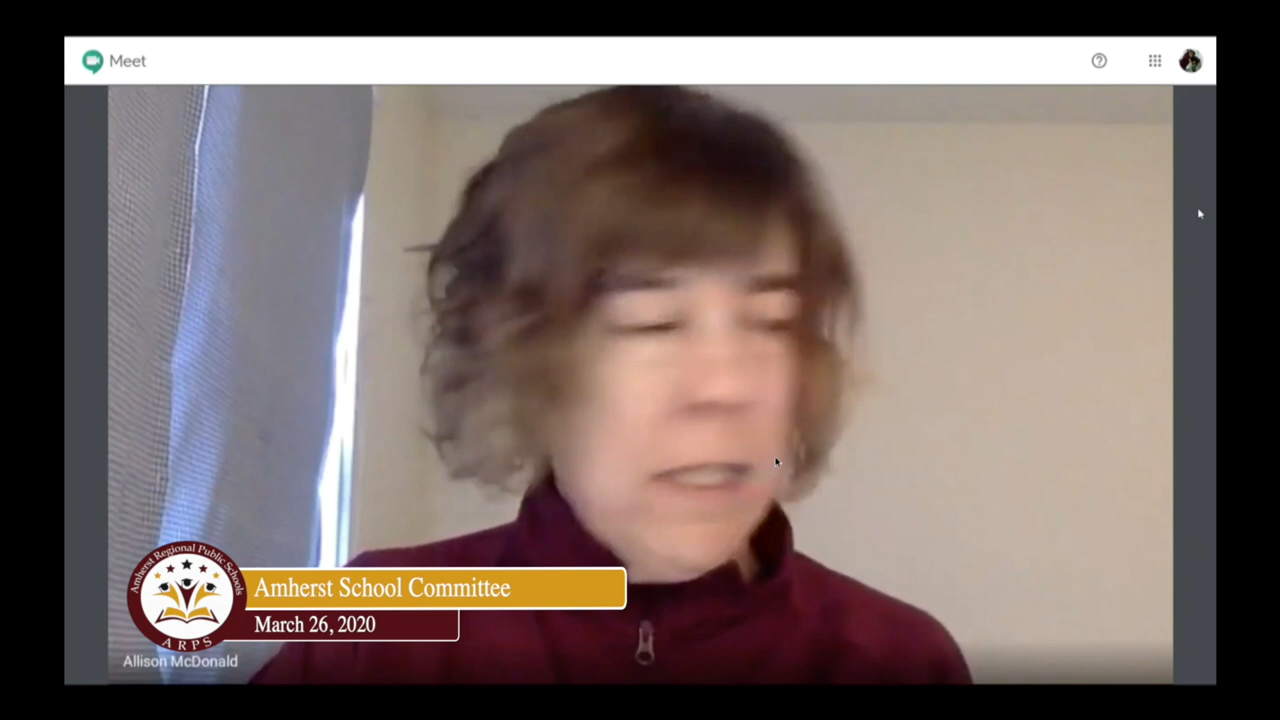 Meet
Amherst Regional Public Schools
Amherst School Committee
March 26, 2020
ARPS
Allison McDonald